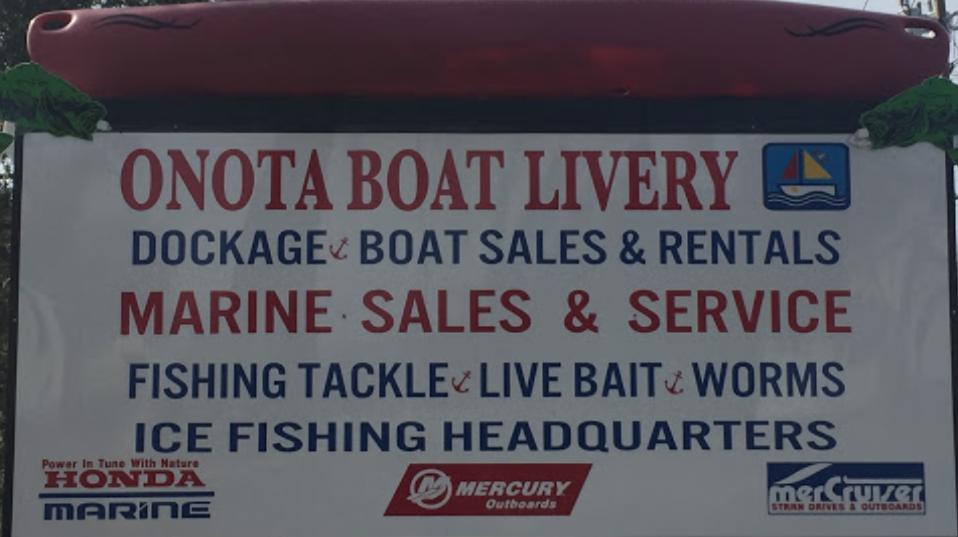 ONOTA BOAT LIVERY
DOCKAGE BOAT SALES & RENTALS
MARINE SALES & SERVICE
FISHING TACKLE LIVE BAIT WORMS
ICE FISHING HEADQUARTERS
Power In Tune With Nature
HONDA
MARINE
MERCURY
Outboards
merCruiser
STERN DRIVES & OUTBOARDS